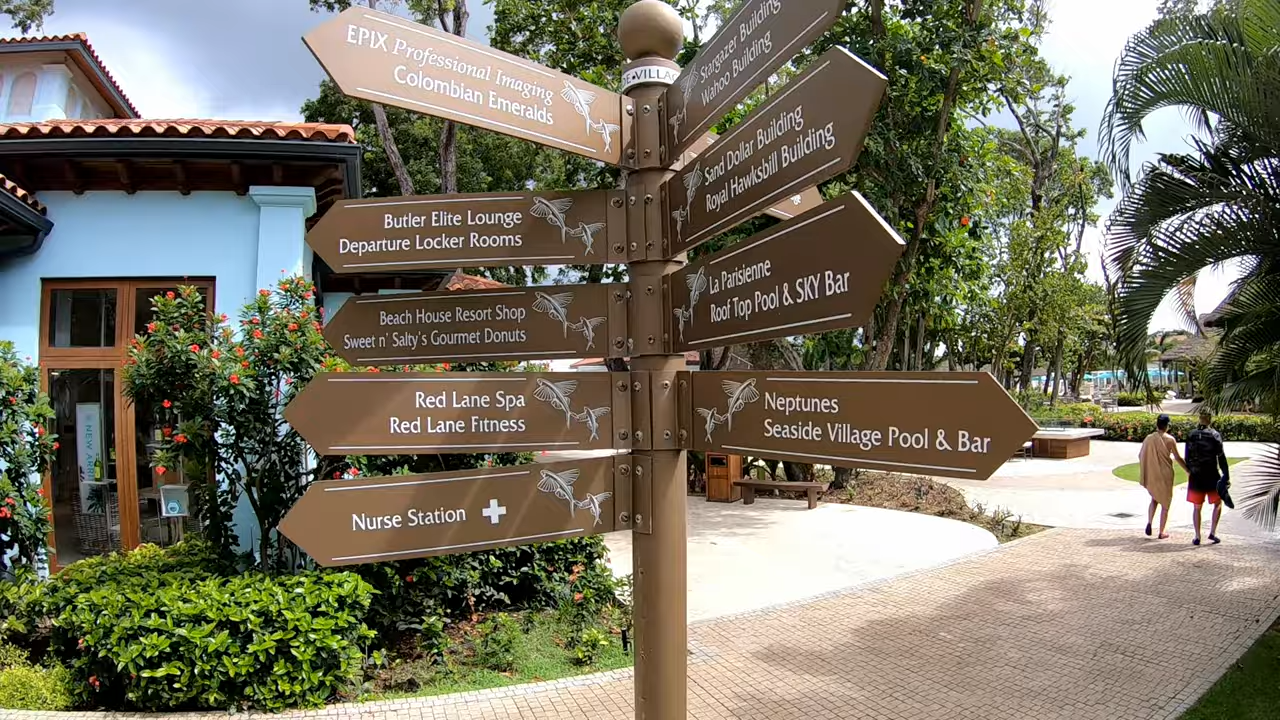 EPIX Professional Imaging
Colombian Emeralds
Butler Elite Lounge
Departure Locker Rooms
Beach House Resort Shop
Sweet n' Salty's Gourmet Donuts
Red Lane Spa
Red Lane Fitness
Nurse Station
VILLAG
Stargazer Building
Wahoo Building
Sand Dollar Building
Royal Hawksbill Building
La Parisienne
Roof Top Pool & SKY Bar
Neptunes
Seaside Village Pool & Bar
NEW